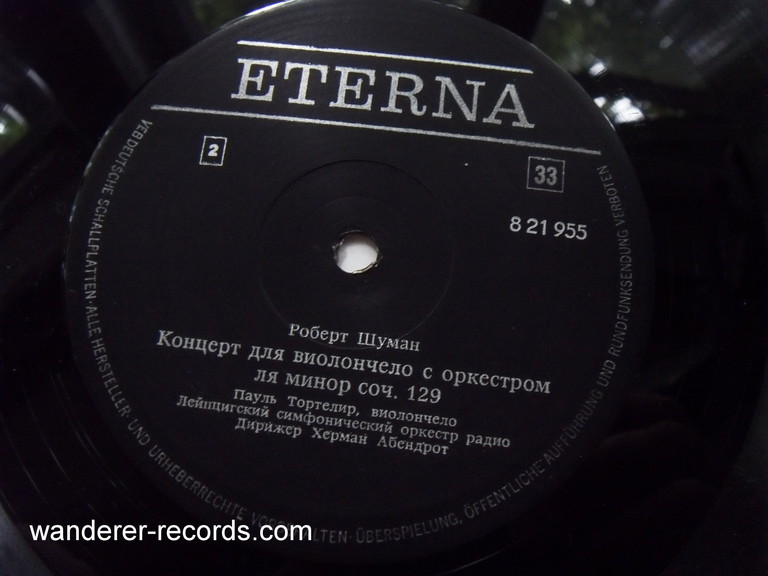 ETERNA
2
33
8 21 955
Роберт Шуман
Концерт для виолончело с оркестром
ля минор соч. 129
Пауль Тортелир, виолончело
Лейпцигский симфонический оркестр радио
Дирижер Херман Абендрот
VEB DEUTSCHE SCHALLPLATTEN · ALLE HERSTELLER- UND URHEBERRECHTE · ÜBERSPIELUNG, ÖFFENTLICHE AUFFÜHRUNG UND RUNDFUNKSENDUNG VERBOTEN
wanderer-records.com